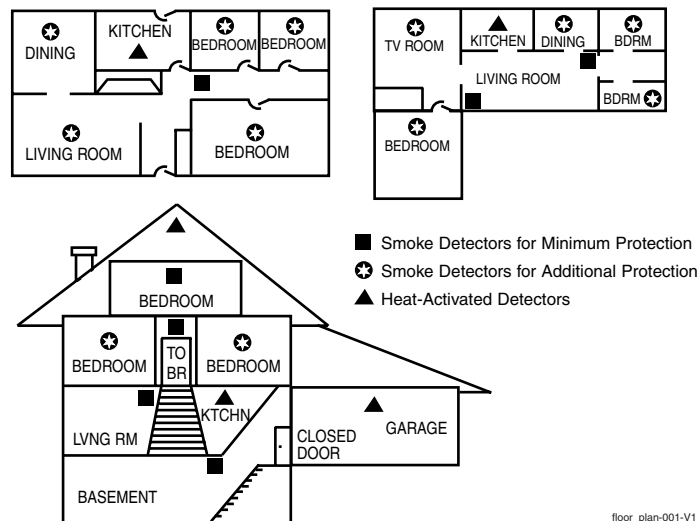 DINING
KITCHEN
BEDROOM
BEDROOM
LIVING ROOM
BEDROOM
TV ROOM
KITCHEN
DINING
BDRM
LIVING ROOM
BDRM
BEDROOM
Smoke Detectors for Minimum Protection
Smoke Detectors for Additional Protection
Heat-Activated Detectors
BEDROOM
BEDROOM
TO
BR
BEDROOM
LVNG RM
KTCHN
CLOSED
DOOR
GARAGE
BASEMENT
floor_plan-001-V1